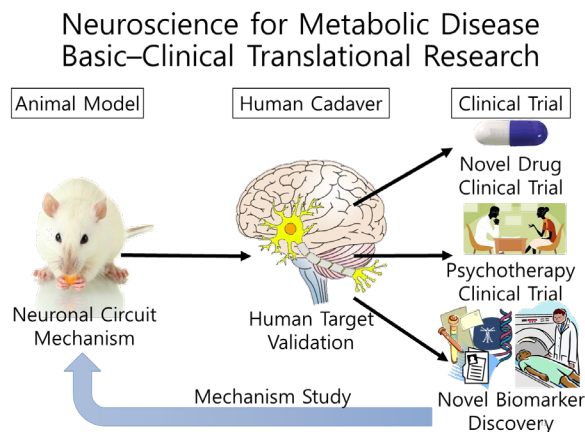 Neuroscience for Metabolic Disease
Basic–Clinical Translational Research
Animal Model
Human Cadaver
Clinical Trial
Novel Drug
Clinical Trial
Psychotherapy
Clinical Trial
Neuronal Circuit
Mechanism
Human Target
Validation
Novel Biomarker
Discovery
Mechanism Study